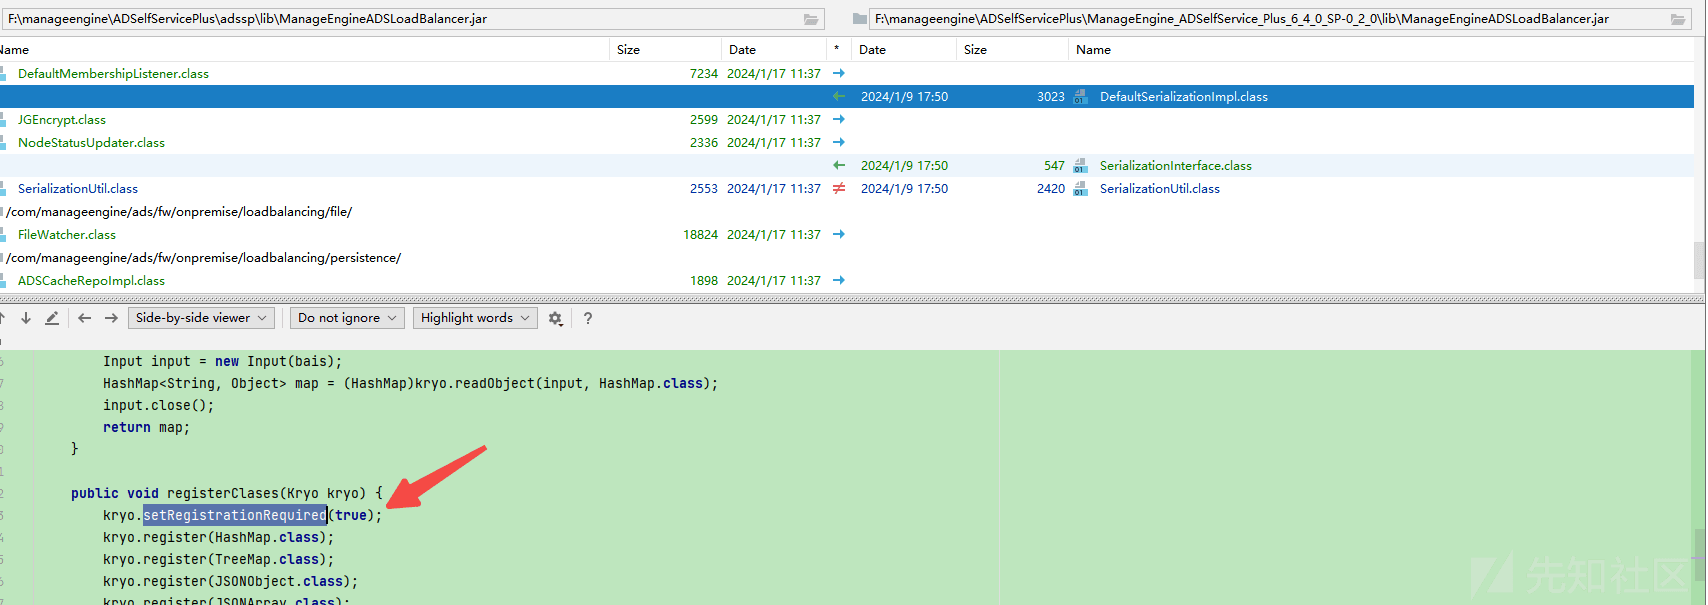 F:\manageengine\ADSelfServicePlus\adssp\lib\ManageEngineADSLoadBalancer.jar F:\manageengine\ADSelfServicePlus\ManageEngine_ADSelfService_Plus_6_4_0_SP-0_2_0\lib\ManageEngineADSLoadBalancer.jar
Name Size Date * Date Size Name
DefaultMembershipListener.class 7234 2024/1/17 11:37
2024/1/9 17:50 3023 DefaultSerializationImpl.class
JGEncrypt.class 2599 2024/1/17 11:37
NodeStatusUpdater.class 2336 2024/1/17 11:37
2024/1/9 17:50 547 SerializationInterface.class
SerializationUtil.class 2553 2024/1/17 11:37 ≠ 2024/1/9 17:50 2420 SerializationUtil.class
/com/manageengine/ads/fw/onpremise/loadbalancing/file/
FileWatcher.class 18824 2024/1/17 11:37
/com/manageengine/ads/fw/onpremise/loadbalancing/persistence/
ADSCacheRepoImpl.class 1898 2024/1/17 11:37
Side-by-side viewer Do not ignore Highlight words ?
Input input = new Input(bais);
HashMap<String, Object> map = (HashMap)kryo.readObject(input, HashMap.class);
input.close();
return map;
}
public void registerClases(Kryo kryo) {
kryo.setRegistrationRequired(true);
kryo.register(HashMap.class);
kryo.register(TreeMap.class);
kryo.register(JSONObject.class);
kryo.register(JSONArray.class);
先知社区